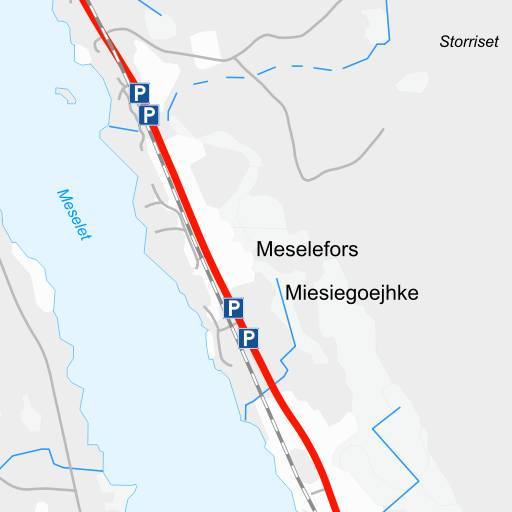 Storriset
P
P
Meselet
Meselefors
Miesiegoejhke
P
P